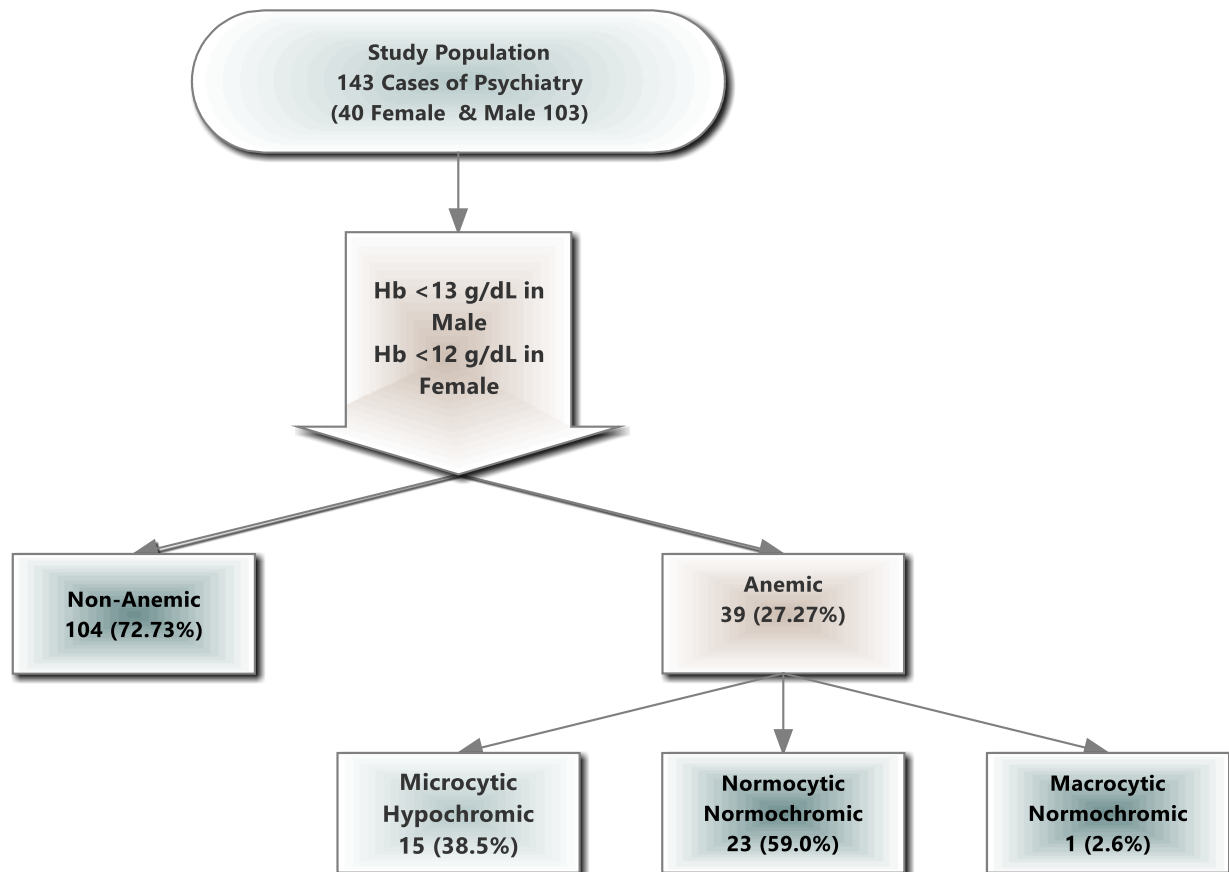 Study Population
143 Cases of Psychiatry
(40 Female & Male 103)
Hb <13 g/dL in
Male
Hb <12 g/dL in
Female
Non-Anemic
104 (72.73%)
Anemic
39 (27.27%)
Microcytic
Hypochromic
15 (38.5%)
Normocytic
Normochromic
23 (59.0%)
Macrocytic
Normochromic
1 (2.6%)